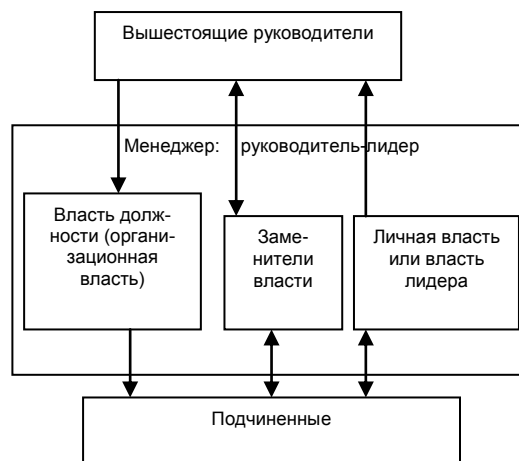 Вышестоящие руководители
Менеджер: руководитель-лидер
Власть долж-
ности (органи-
зационная
власть)
Заме-
нители
власти
Личная власть
или власть
лидера
Подчиненные